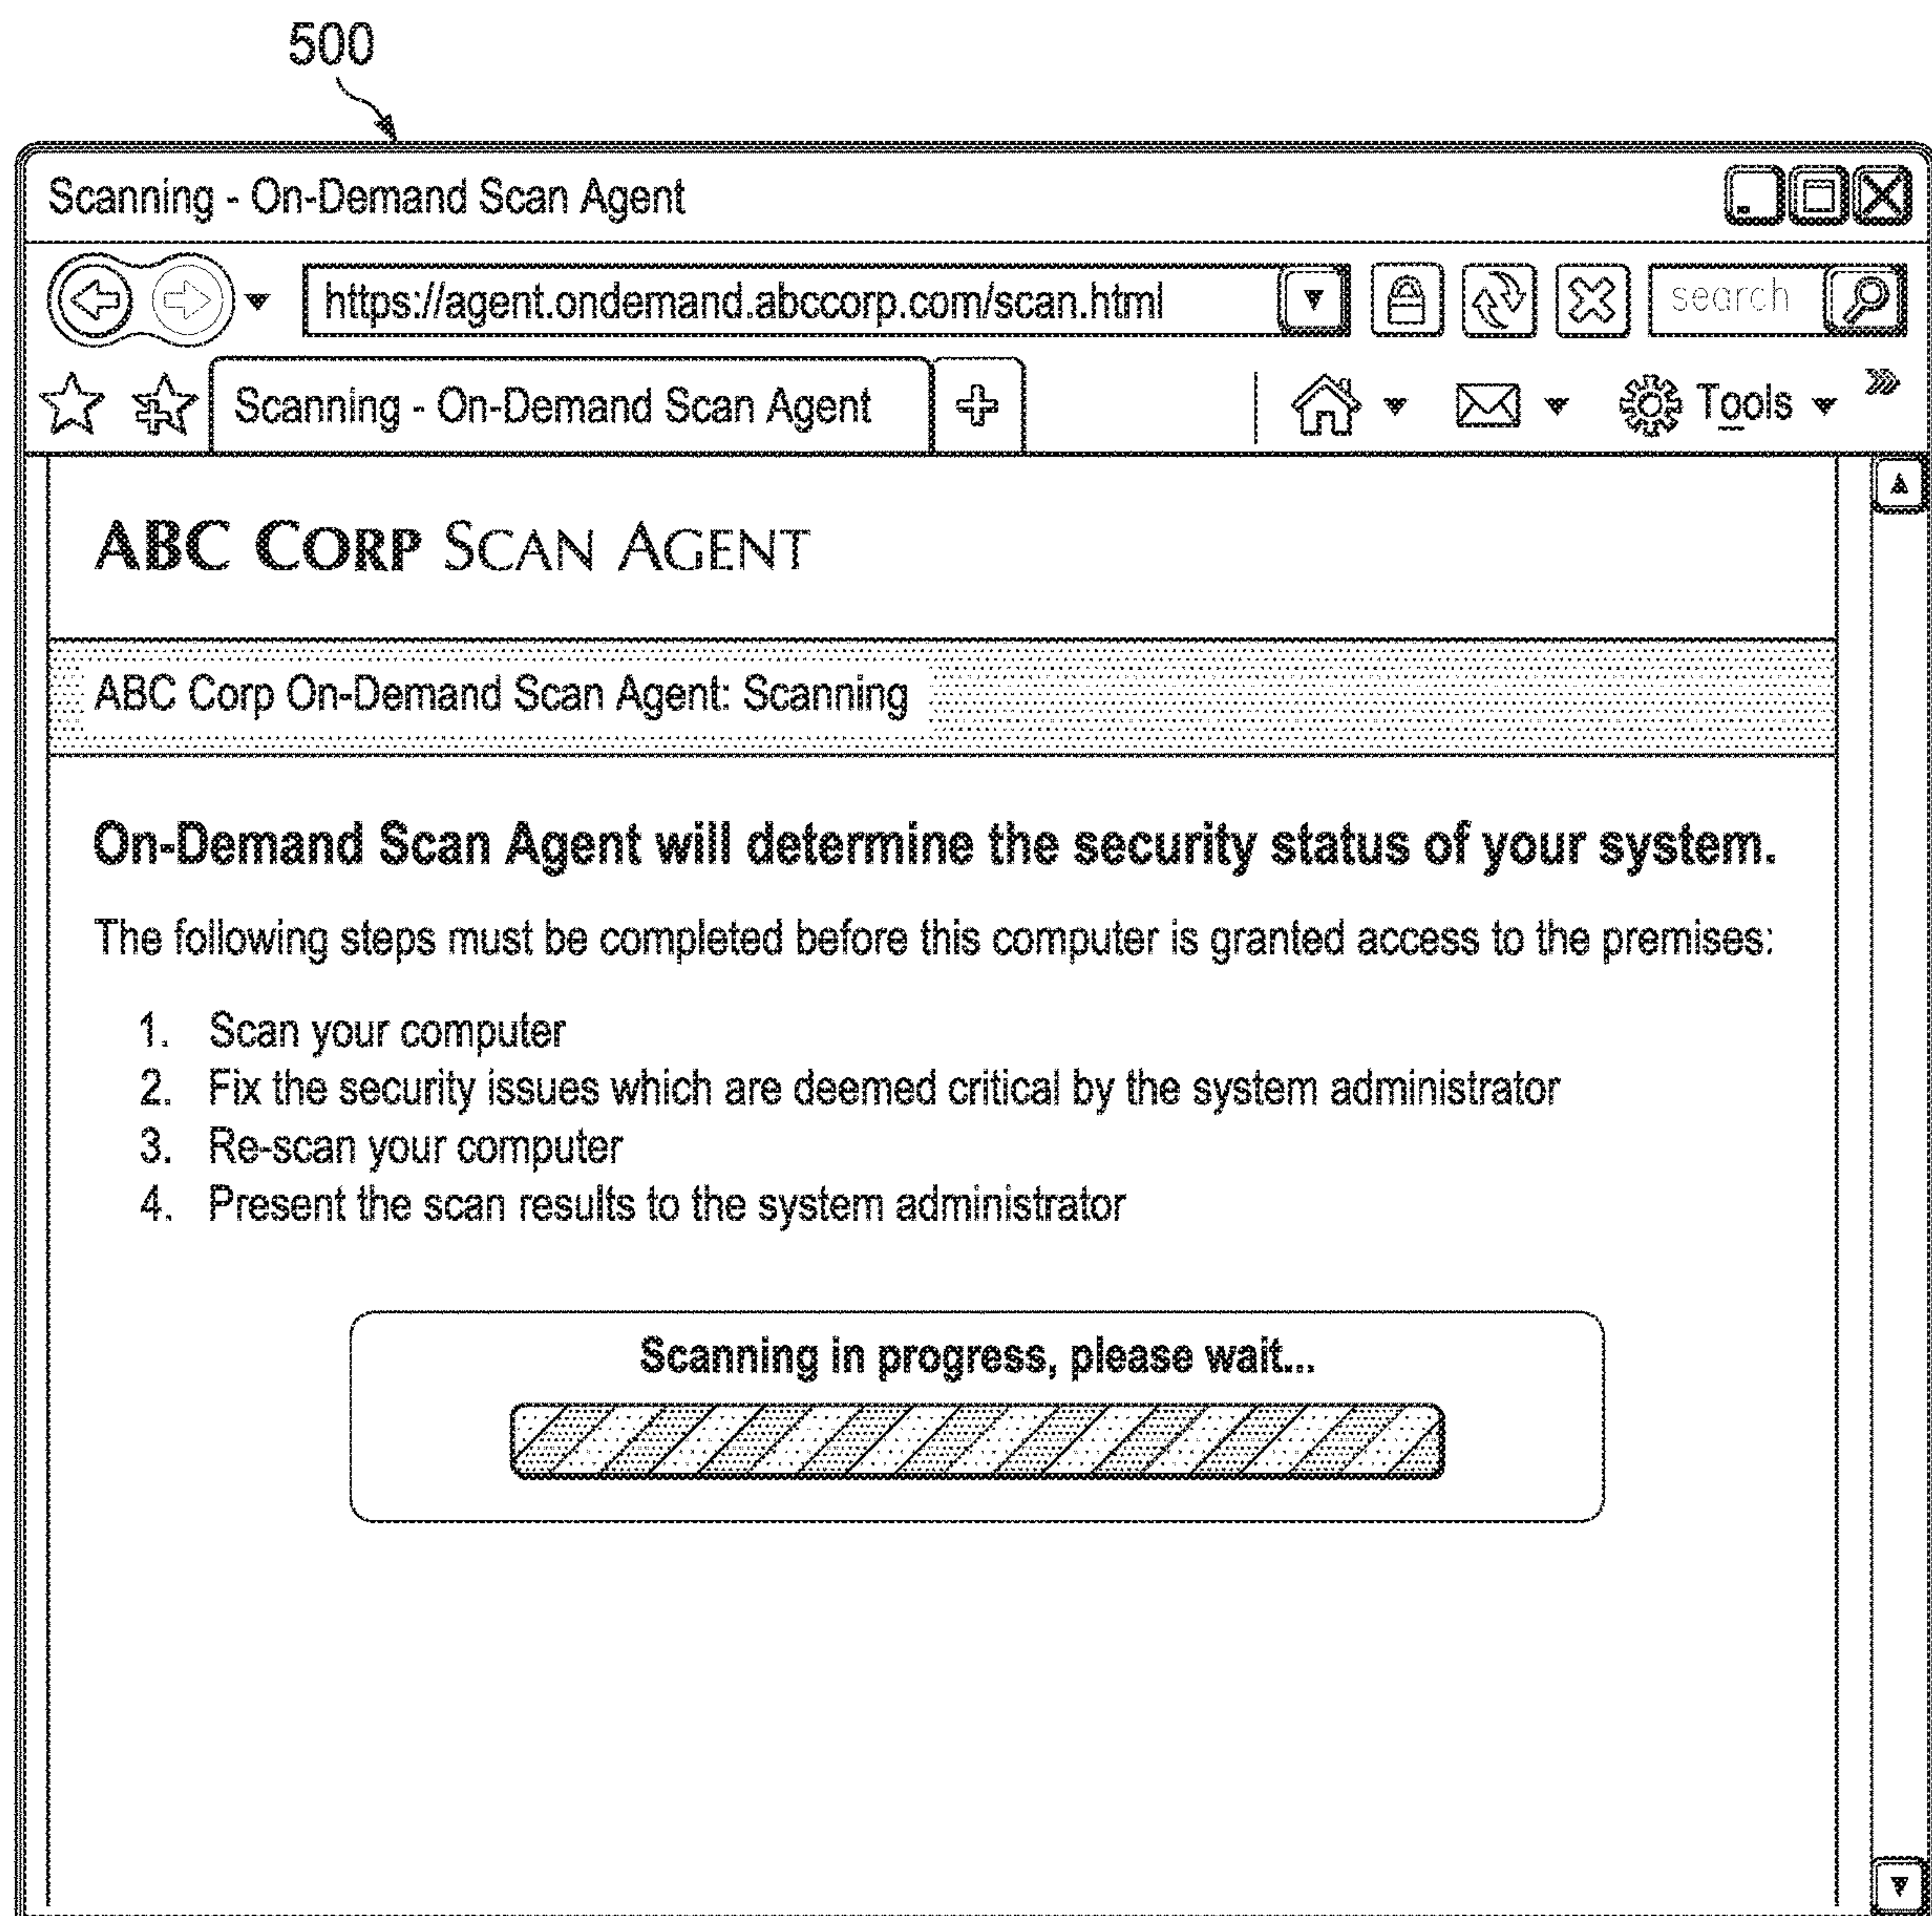 500
Scanning - On-Demand Scan Agent
https://agent.ondemand.abccorp.com/scan.html
search
Scanning - On-Demand Scan Agent
Tools
ABC CORP SCAN AGENT
ABC Corp On-Demand Scan Agent: Scanning
On-Demand Scan Agent will determine the security status of your system.
The following steps must be completed before this computer is granted access to the premises:
1. Scan your computer
2. Fix the security issues which are deemed critical by the system administrator
3. Re-scan your computer
4. Present the scan results to the system administrator
Scanning in progress, please wait...